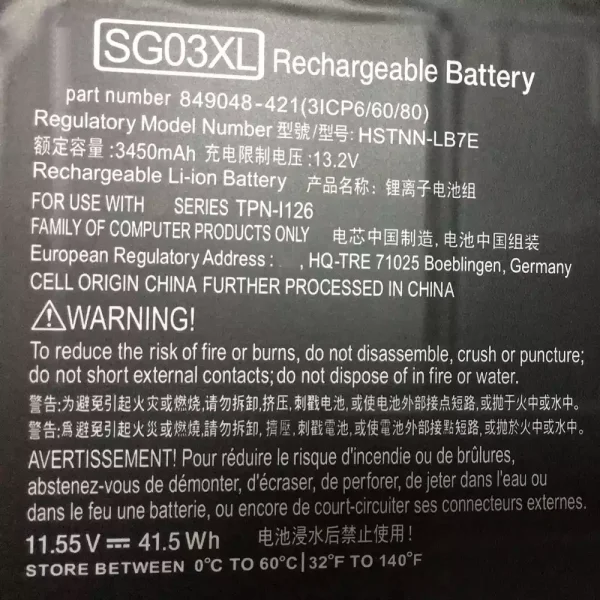 SG03XL Rechargeable Battery
part number 849048-421(3ICP6/60/80)
Regulatory Model Number 型號/型号: HSTNN-LB7E
额定容量:3450mAh 充电限制电压:13.2V
Rechargeable Li-ion Battery 产品名称: 锂离子电池组
FOR USE WITH SERIES TPN-I126
FAMILY OF COMPUTER PRODUCTS ONLY 电芯中国制造, 电池中国组装
European Regulatory Address : , HQ-TRE 71025 Boeblingen, Germany
CELL ORIGIN CHINA FURTHER PROCESSED IN CHINA
⚠WARNING!
To reduce the risk of fire or burns, do not disassemble, crush or puncture;
do not short external contacts; do not dispose of in fire or water.
警告:为避免引起火灾或燃烧,请勿拆卸,挤压,刺戳电池,或使电池外部接点短路,或抛于火中或水中。
警告:爲避免引起火災或燃燒,請勿拆卸,擠壓,刺戳電池,或使電池外部接點短路,或抛於火中或水中。
AVERTISSEMENT! Pour réduire le risque d'incendie ou de brûlures,
abstenez-vous de démonter, d'écraser, de perforer, de jeter dans l'eau ou
dans le feu une batterie, ou encore de court-circuiter ses connecteurs externes.
11.55V ⎓ 41.5Wh 电池浸水后禁止使用!
STORE BETWEEN 0°C TO 60°C|32°F TO 140°F